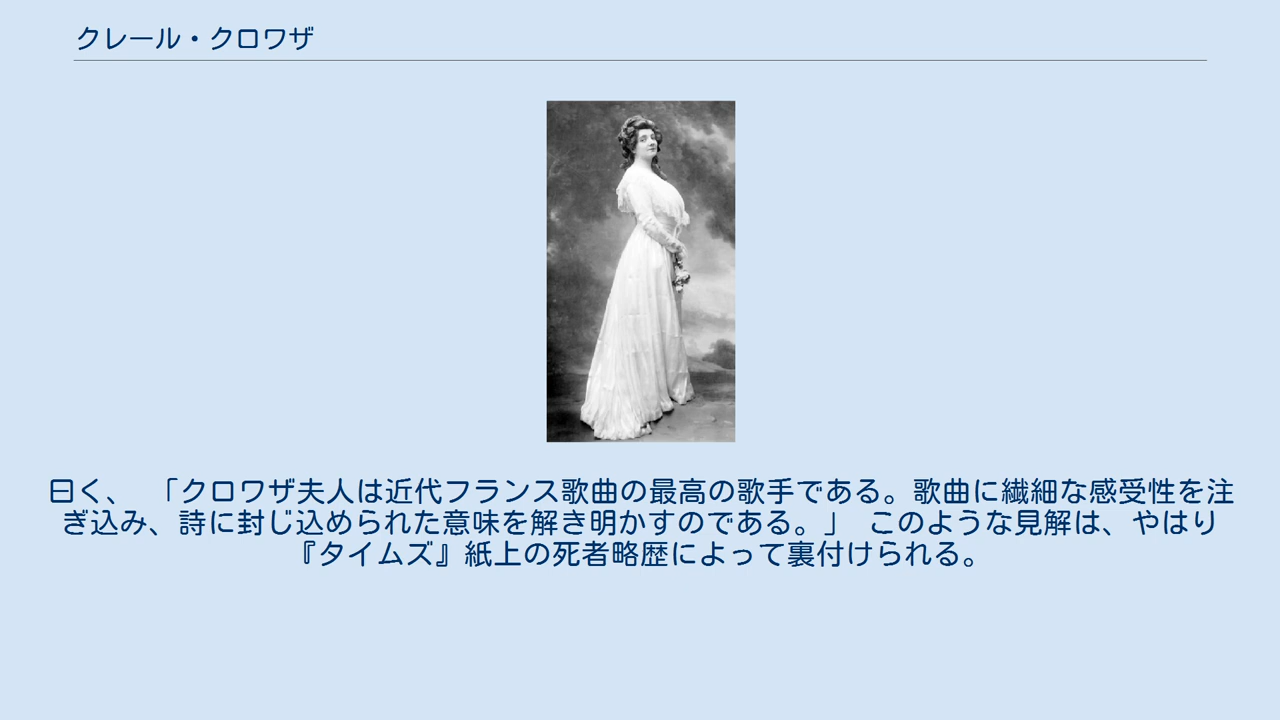 クレール・クロワザ
曰く、　「クロワザ夫人は近代フランス歌曲の最高の歌手である。歌曲に繊細な感受性を注
ぎ込み、詩に封じ込められた意味を解き明かすのである。」　このような見解は、やはり
『タイムズ』紙上の死者略歴によって裏付けられる。